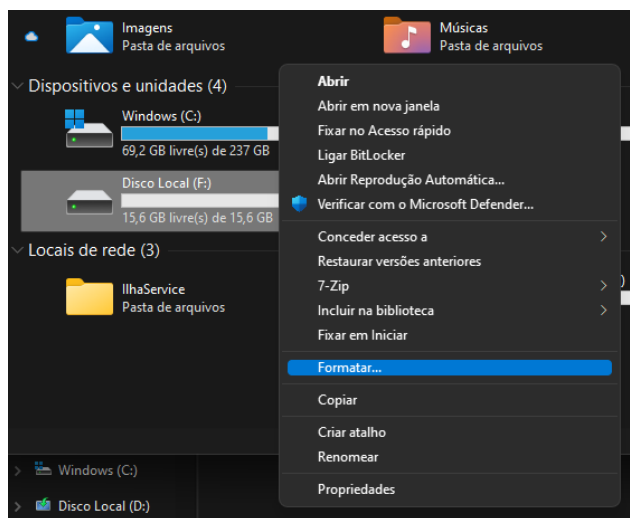 Imagens
Pasta de arquivos
Músicas
Pasta de arquivos
Dispositivos e unidades (4)
Windows (C:)
69,2 GB livre(s) de 237 GB
Disco Local (F:)
15,6 GB livre(s) de 15,6 GB
Locais de rede (3)
IlhaService
Pasta de arquivos
Abrir
Abrir em nova janela
Fixar no Acesso rápido
Ligar BitLocker
Abrir Reprodução Automática...
Verificar com o Microsoft Defender...
Conceder acesso a
Restaurar versões anteriores
7-Zip
Incluir na biblioteca
Fixar em Iniciar
Formatar...
Copiar
Criar atalho
Renomear
Propriedades
)
Windows (C:)
Disco Local (D:)